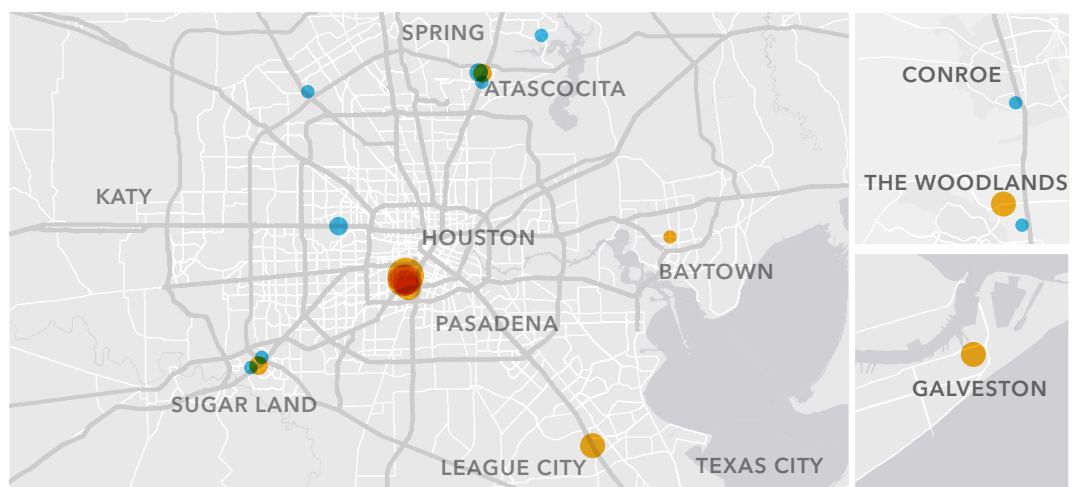 SPRING
ATASCOCITA
KATY
HOUSTON
BAYTOWN
PASADENA
SUGAR LAND
LEAGUE CITY
TEXAS CITY
CONROE
THE WOODLANDS
GALVESTON